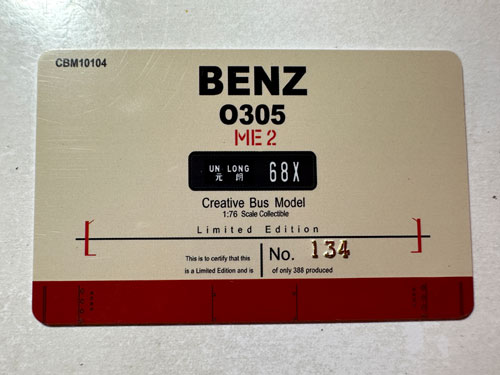 CBM10104
BENZ
O305
ME2
UN LONG
元 朗
68X
Creative Bus Model
1:76 Scale Collectible
Limited Edition
This is to certify that this
is a Limited Edition and is
No. 134
of only 388 produced